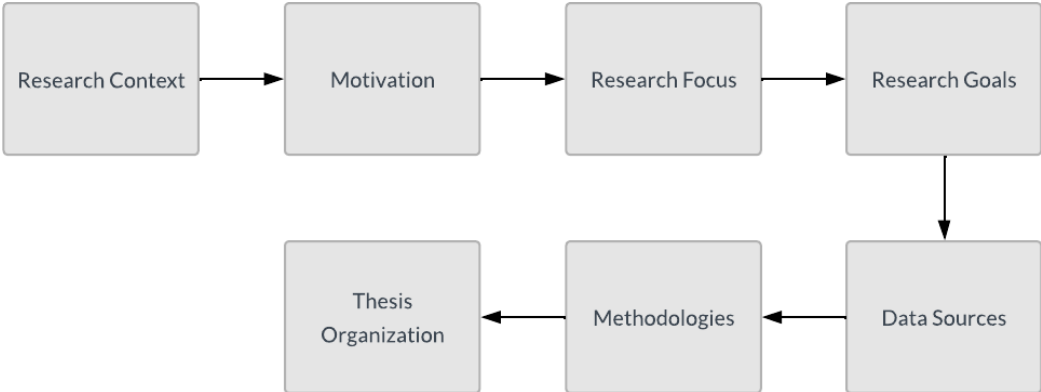 Research Context
Motivation
Research Focus
Research Goals
Thesis
Organization
Methodologies
Data Sources